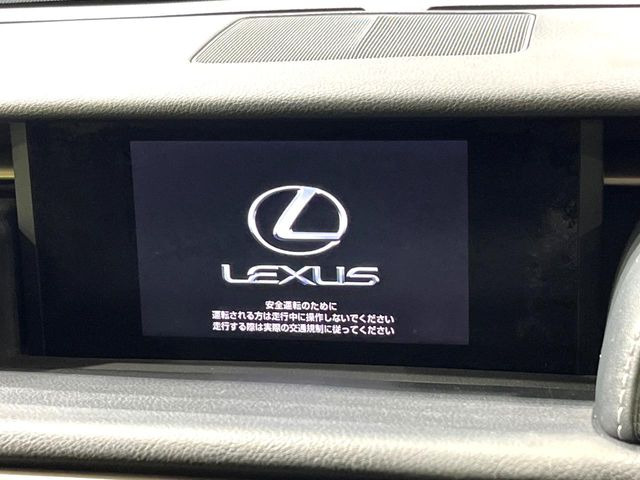 LEXUS
安全運転のために
運転される方は走行中に操作しないでください
走行する際は実際の交通規制に従ってください